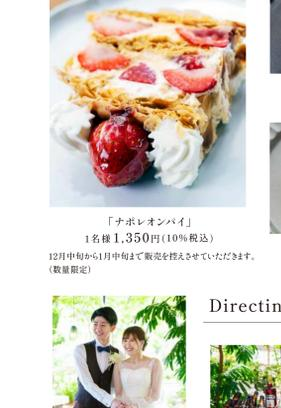 「ナポレオンパイ」
1名様 1,350円(10%税込)
12月中旬から1月中旬まで販売を控えさせていただきます。
(数量限定)
Directin